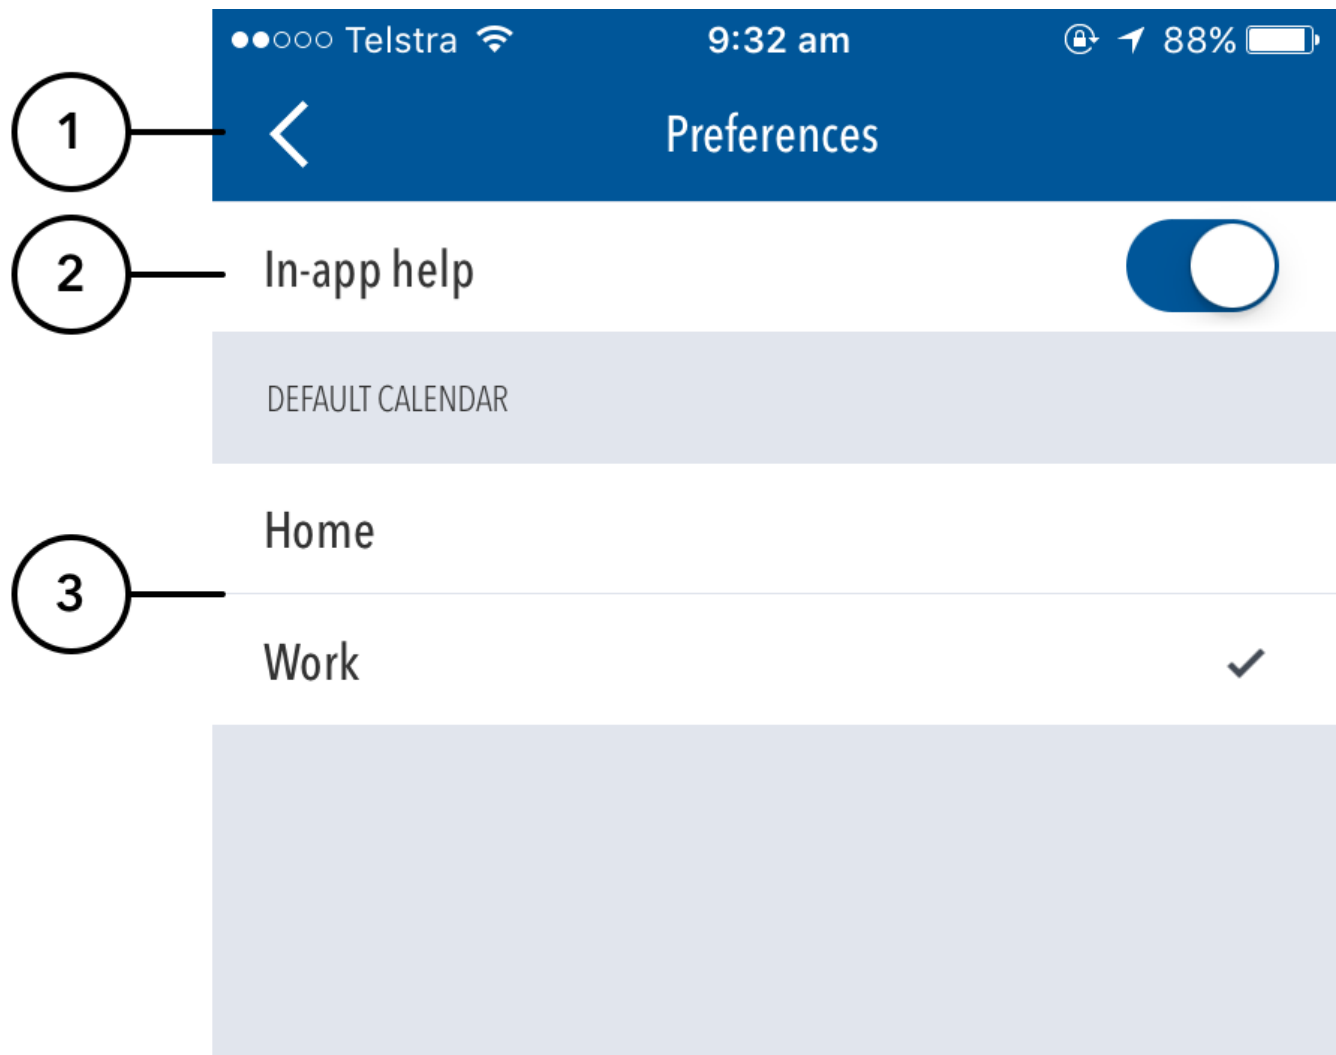 Telstra 9:32 am 88%
1 Preferences
2 In-app help
DEFAULT CALENDAR
Home
3
Work